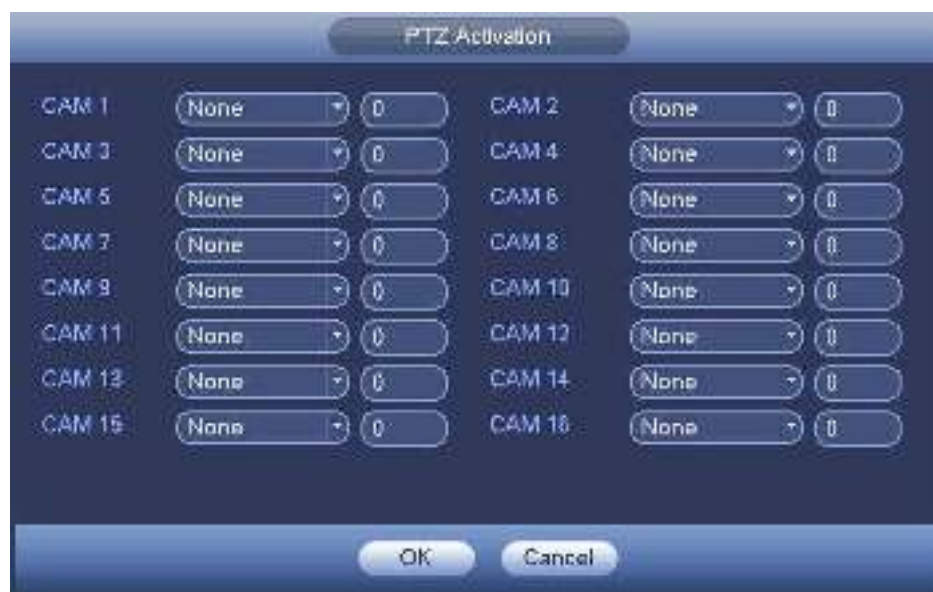 PTZ Activation
CAM 1 None 0 CAM 2 None 0
CAM 3 None 0 CAM 4 None 0
CAM 5 None 0 CAM 6 None 0
CAM 7 None 0 CAM 8 None 0
CAM 9 None 0 CAM 10 None 0
CAM 11 None 0 CAM 12 None 0
CAM 13 None 0 CAM 14 None 0
CAM 15 None 0 CAM 16 None 0
OK Cancel